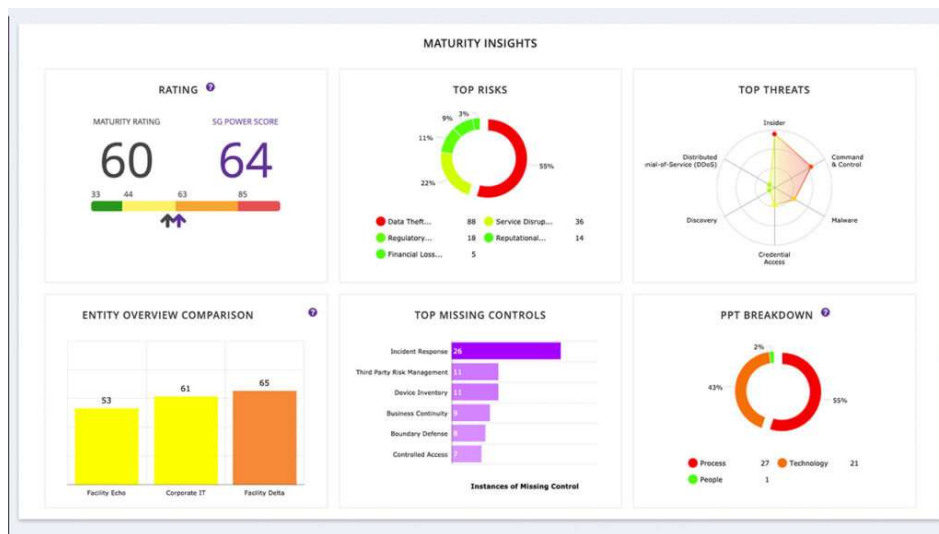 MATURITY INSIGHTS
RATING ?
MATURITY RATING
SG POWER SCORE
60
64
33 44 63 85
TOP RISKS
3%
9%
11%
22%
55%
Data Theft... 88 Service Disrup... 36
Regulatory... 18 Reputational... 14
Financial Loss... 5
TOP THREATS
Insider
Distributed
nial-of-Service (DDoS)
Command
& Control
Discovery
Malware
Credential
Access
ENTITY OVERVIEW COMPARISON ?
53
61
65
Facility Echo
Corporate IT
Facility Delta
TOP MISSING CONTROLS
Incident Response 26
Third Party Risk Management 11
Device Inventory 11
Business Continuity 9
Boundary Defense 8
Controlled Access 7
Instances of Missing Control
PPT BREAKDOWN ?
2%
43%
55%
Process 27 Technology 21
People 1